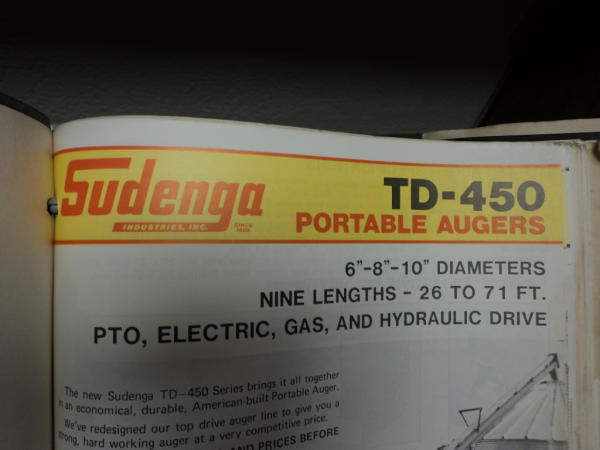 Sudenga
INDUSTRIES, INC.
SINCE
1888
TD-450
PORTABLE AUGERS
6"-8"-10" DIAMETERS
NINE LENGTHS - 26 TO 71 FT.
PTO, ELECTRIC, GAS, AND HYDRAULIC DRIVE
The new Sudenga TD-450 Series brings it all together
in an economical, durable, American-built Portable Auger.
We've redesigned our top drive auger line to give you a
strong, hard working auger at a very competitive price.
AND PRICES BEFORE